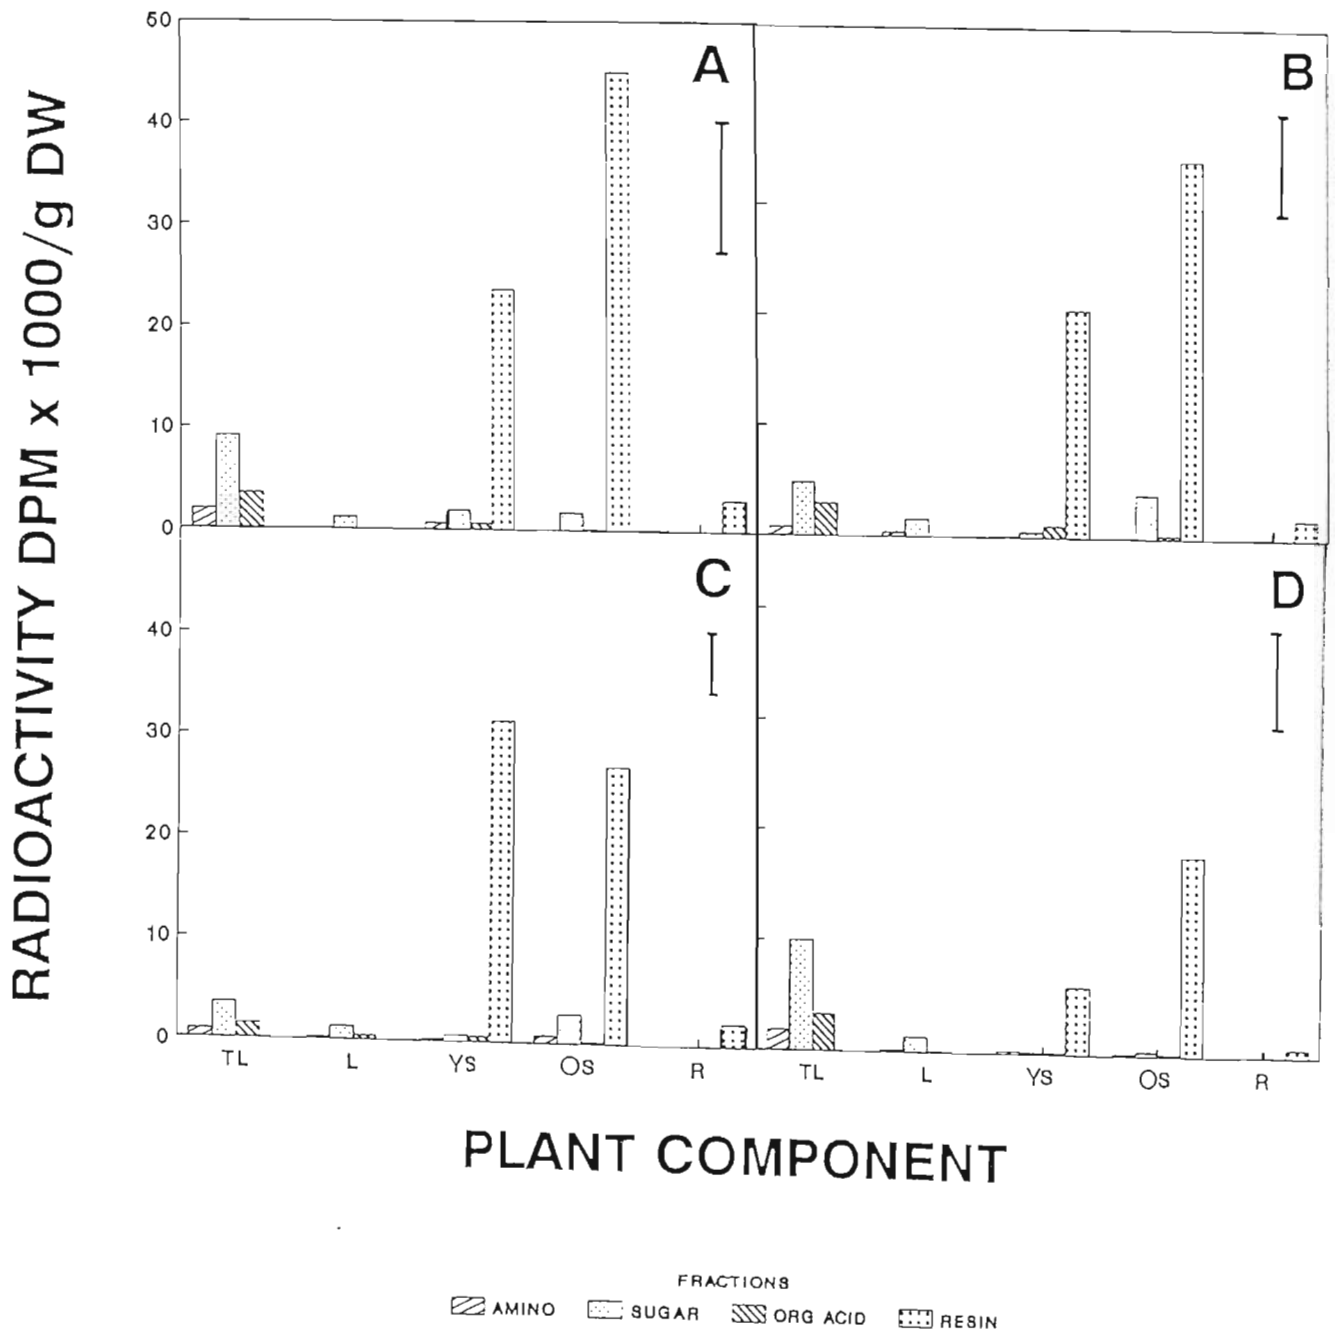 RADIOACTIVITY DPM x 1000/g DW
A
B
50
40
30
20
10
0
C
D
40
30
20
10
0
TL L YS OS R TL L YS OS R
PLANT COMPONENT
FRACTIONS
AMINO SUGAR ORG ACID RESIN